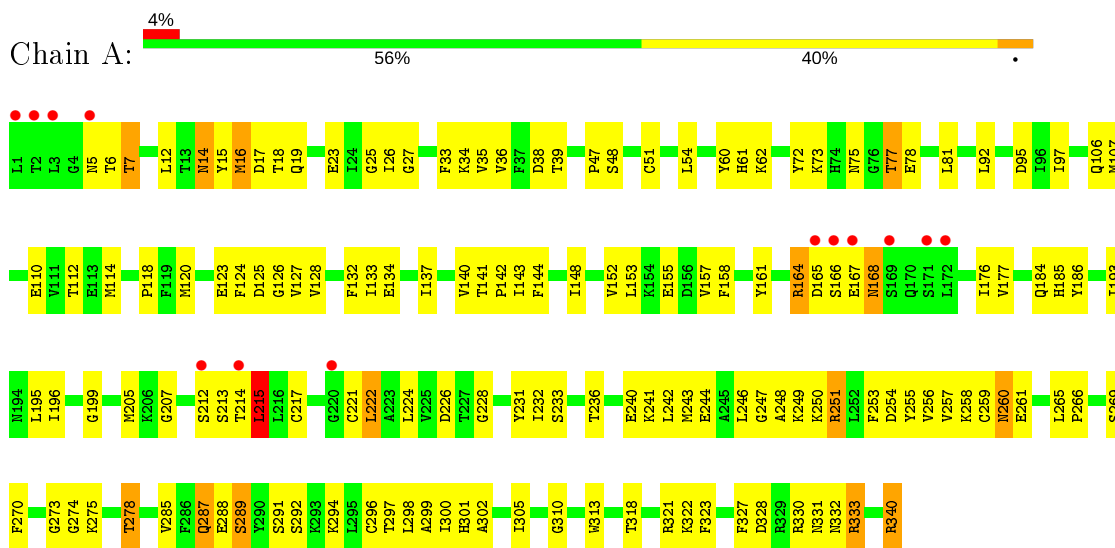 4%
Chain A:
56% 40% •
L1 T2 L3 G4 N5 T6 T7 L12 T13 N14 Y15 M16 D17 T18 Q19 E23 I24 G25 I26 G27 F33 K34 V35 V36 F37 D38 T39 P47 S48 C51 L54 Y60 H61 K62 Y72 K73 H74 N75 G76 T77 E78 L81 L92 D95 I96 I97 Q106 M107
E110 V111 T112 E113 M114 P118 F119 M120 E123 F124 D125 G126 V127 V128 F132 I133 E134 I137 V140 T141 P142 I143 F144 I148 V152 L153 K154 E155 D156 V157 F158 Y161 R164 D165 S166 E167 N168 S169 Q170 S171 L172 I176 V177 Q184 H185 Y186 I193
N194 L195 I196 G199 M205 K206 G207 S212 S213 T214 L215 L216 C217 G220 C221 L222 A223 L224 V225 D226 T227 G228 Y231 I232 S233 T236 E240 K241 L242 M243 E244 A245 L246 G247 A248 K249 K250 R251 L252 F253 D254 Y255 V256 V257 K258 C259 N260 E261 L265 P266 S269
F270 G273 G274 K275 T278 V285 F286 Q287 E288 S289 Y290 S291 S292 K293 K294 L295 C296 T297 L298 A299 I300 H301 A302 I305 G310 W313 T318 R321 K322 F323 F327 D328 R329 R330 N331 N332 R333 R340